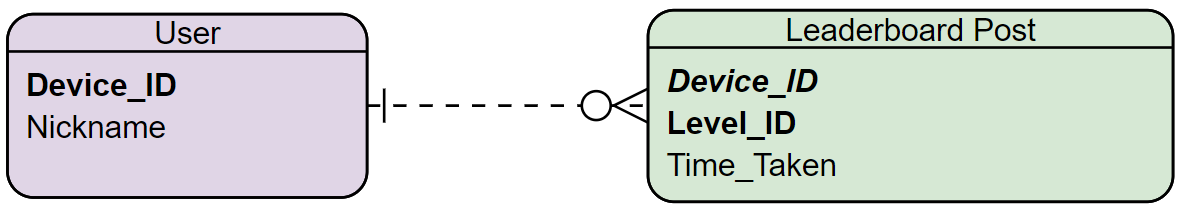 User
Device_ID
Nickname
Leaderboard Post
Device_ID
Level_ID
Time_Taken